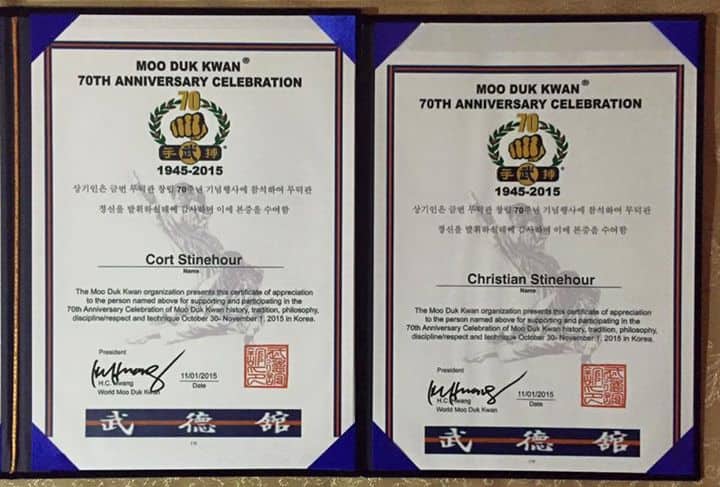 MOO DUK KWAN®
70TH ANNIVERSARY CELEBRATION
70
手 武 搏
1945-2015
상기인은 금번 무덕관 창립 70주년 기념행사에 참석하여 무덕관
정신을 발휘하였음에 감사하며 이에 본증을 수여함
Cort Stinehour
Name
The Moo Duk Kwan organization presents this certificate of appreciation
to the person named above for supporting and participating in the
70th Anniversary Celebration of Moo Duk Kwan history, tradition, philosophy,
discipline/respect and technique October 30- November 1, 2015 in Korea.
President
H.C. Hwang
World Moo Duk Kwan
11/01/2015
Date
武 德 館
MOO DUK KWAN®
70TH ANNIVERSARY CELEBRATION
70
手 武 搏
1945-2015
상기인은 금번 무덕관 창립 70주년 기념행사에 참석하여 무덕관
정신을 발휘하였음에 감사하며 이에 본증을 수여함
Christian Stinehour
Name
The Moo Duk Kwan organization presents this certificate of appreciation
to the person named above for supporting and participating in the
70th Anniversary Celebration of Moo Duk Kwan history, tradition, philosophy,
discipline/respect and technique October 30- November 1, 2015 in Korea.
President
H.C. Hwang
World Moo Duk Kwan
11/01/2015
Date
武 德 館